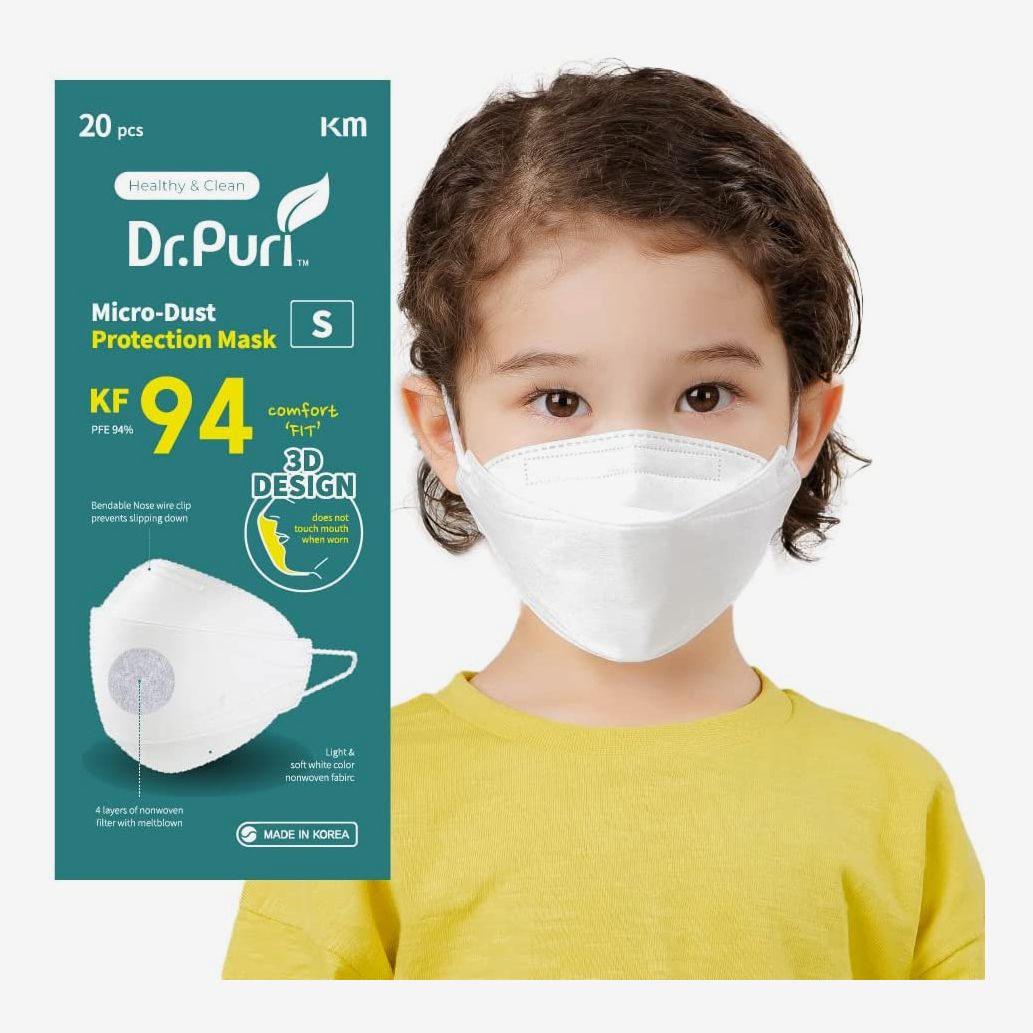 20 pcs
Km
Healthy & Clean
Dr.Puri™
Micro-Dust
Protection Mask
S
KF 94
PFE 94%
comfort
'FIT'
3D
DESIGN
does not
touch mouth
when worn
Bendable Nose wire clip
prevents slipping down
Light &
soft white color
nonwoven fabirc
4 layers of nonwoven
filter with meltblown
MADE IN KOREA